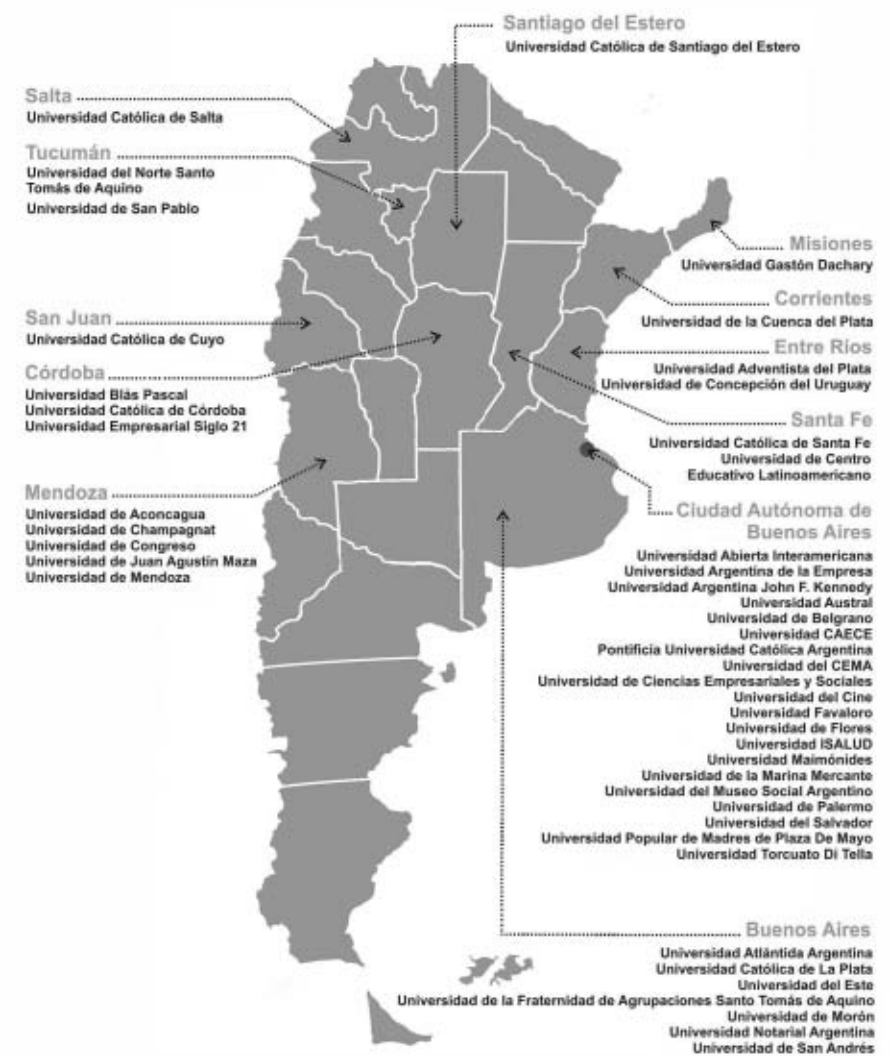 Santiago del Estero
Universidad Católica de Santiago del Estero
Salta
Universidad Católica de Salta
Tucumán
Universidad del Norte Santo
Tomás de Aquino
Universidad de San Pablo
San Juan
Universidad Católica de Cuyo
Córdoba
Universidad Blás Pascal
Universidad Católica de Córdoba
Universidad Empresarial Siglo 21
Mendoza
Universidad de Aconcagua
Universidad de Champagnat
Universidad de Congreso
Universidad de Juan Agustín Maza
Universidad de Mendoza
Misiones
Universidad Gastón Dachary
Corrientes
Universidad de la Cuenca del Plata
Entre Ríos
Universidad Adventista del Plata
Universidad de Concepción del Uruguay
Santa Fe
Universidad Católica de Santa Fe
Universidad de Centro
Educativo Latinoamericano
Ciudad Autónoma de
Buenos Aires
Universidad Abierta Interamericana
Universidad Argentina de la Empresa
Universidad Argentina John F. Kennedy
Universidad Austral
Universidad de Belgrano
Universidad CAECE
Pontificia Universidad Católica Argentina
Universidad del CEMA
Universidad de Ciencias Empresariales y Sociales
Universidad del Cine
Universidad Favaloro
Universidad de Flores
Universidad ISALUD
Universidad Maimónides
Universidad de la Marina Mercante
Universidad del Museo Social Argentino
Universidad de Palermo
Universidad del Salvador
Universidad Popular de Madres de Plaza De Mayo
Universidad Torcuato Di Tella
Buenos Aires
Universidad Atlántida Argentina
Universidad Católica de La Plata
Universidad del Este
Universidad de la Fraternidad de Agrupaciones Santo Tomás de Aquino
Universidad de Morón
Universidad Notarial Argentina
Universidad de San Andrés